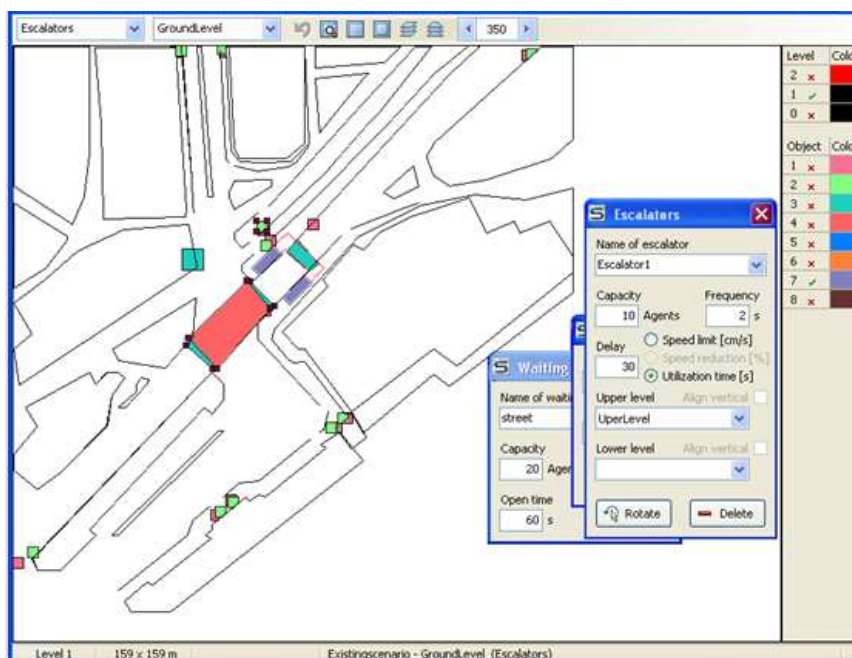 Escalators GroundLevel 350
Level Colo
2
1
0
Object Colo
1
2
3
4
5
6
7
8
Escalators
Name of escalator
Escalator1
Capacity Frequency
10 Agents 2 s
Delay Speed limit [cm/s]
30 Speed reduction [%]
Utilization time [s]
Upper level Align vertical
UperLevel
Lower level Align vertical
Rotate Delete
Waiting
Name of waitin
street
Capacity
20 Agen
Open time
60 s
Level 1 159 x 159 m Existingscenario - GroundLevel (Escalators)